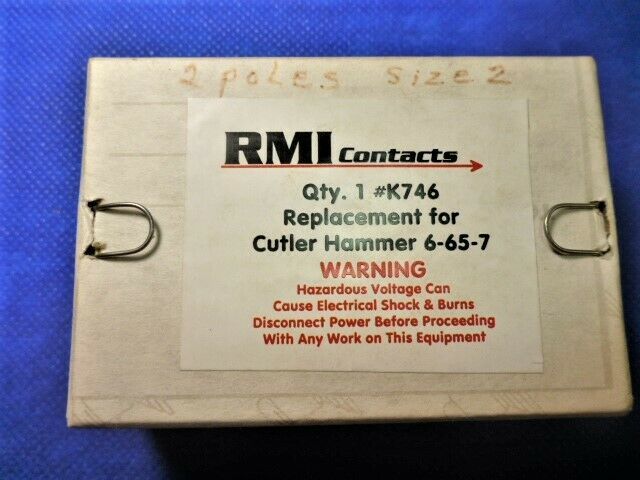 2 poles size 2
RMI Contacts
Qty. 1 #K746
Replacement for
Cutler Hammer 6-65-7
WARNING
Hazardous Voltage Can
Cause Electrical Shock & Burns
Disconnect Power Before Proceeding
With Any Work on This Equipment